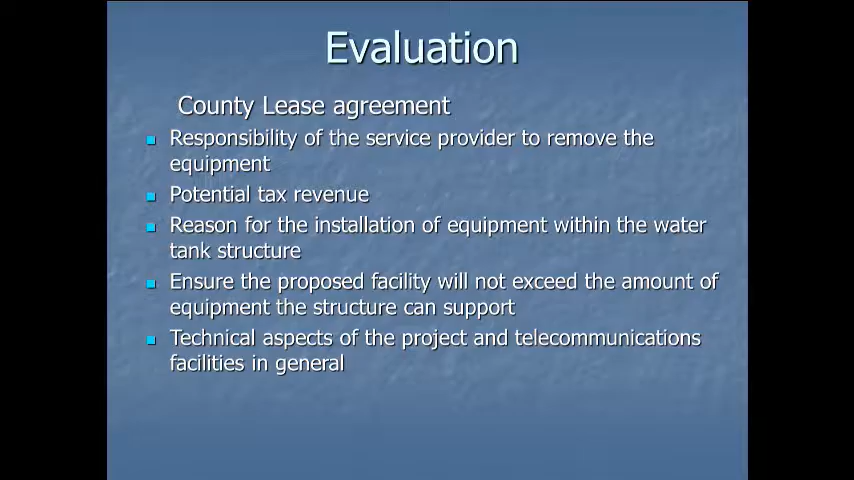 Evaluation
County Lease agreement
Responsibility of the service provider to remove the
equipment
Potential tax revenue
Reason for the installation of equipment within the water
tank structure
Ensure the proposed facility will not exceed the amount of
equipment the structure can support
Technical aspects of the project and telecommunications
facilities in general